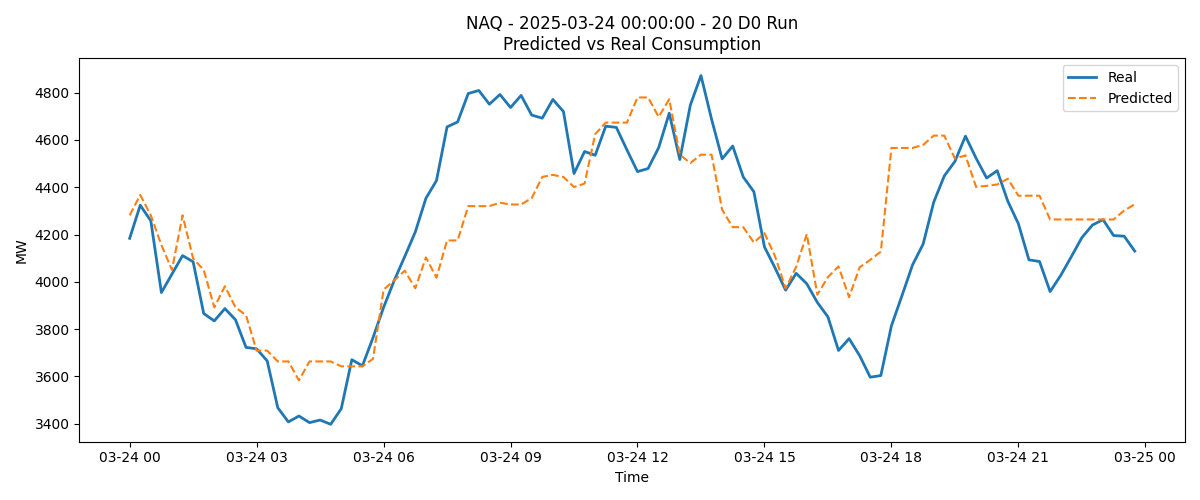 NAQ - 2025-03-24 00:00:00 - 20 D0 Run
Predicted vs Real Consumption
Real
Predicted
MW
4800
4600
4400
4200
4000
3800
3600
3400
03-24 00
03-24 03
03-24 06
03-24 09
03-24 12
03-24 15
03-24 18
03-24 21
03-25 00
Time